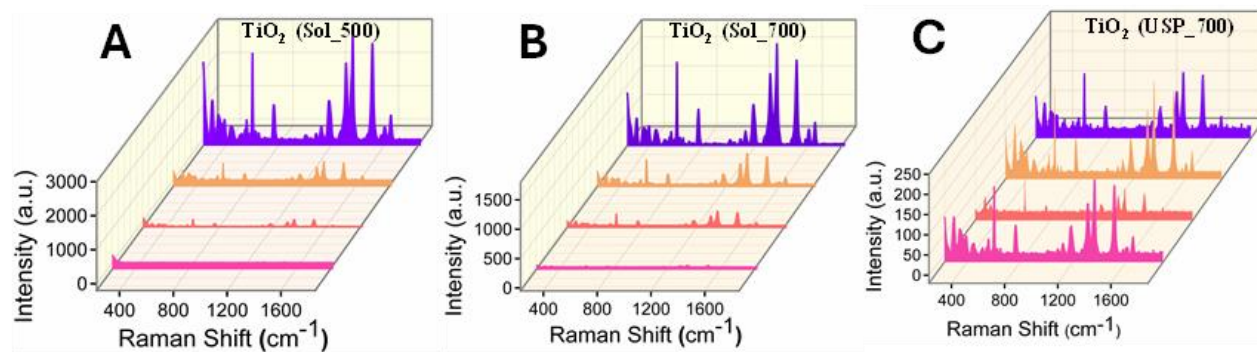 A
TiO2 (Sol_500)
Intensity (a.u.)
3000
2000
1000
0
400 800 1200 1600
Raman Shift (cm-1)
B
TiO2 (Sol_700)
Intensity (a.u.)
1500
1000
500
0
400 800 1200 1600
Raman Shift (cm-1)
C
TiO2 (USP_700)
Intensity (a.u.)
250
200
150
100
50
0
400 800 1200 1600
Raman Shift (cm-1)